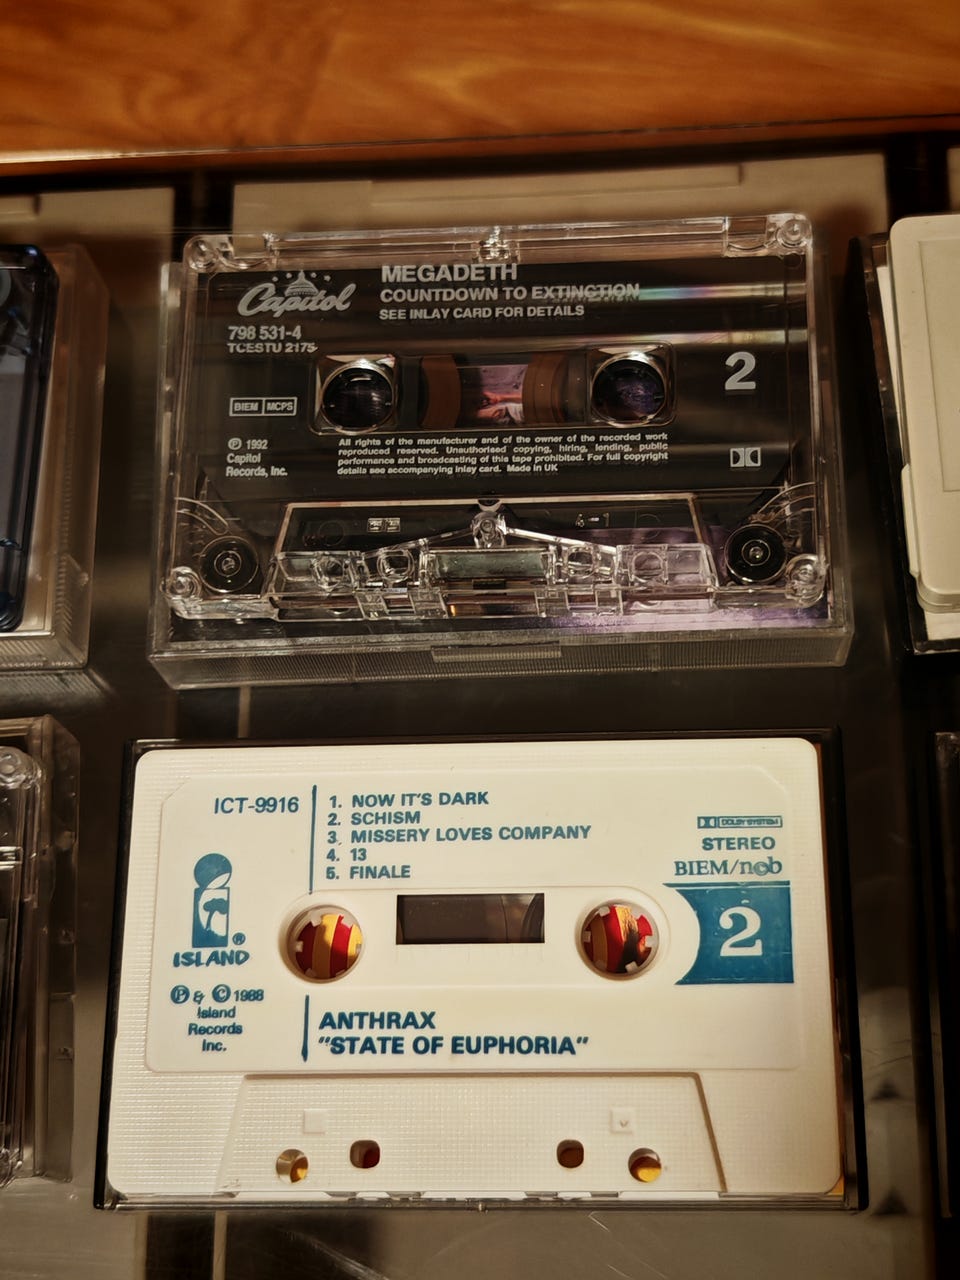 Capitol
798 531-4
TCESTU 2175
BIEM MCPS
Ⓟ 1992
Capitol
Records, Inc.
MEGADETH
COUNTDOWN TO EXTINCTION
SEE INLAY CARD FOR DETAILS
2
All rights of the manufacturer and of the owner of the recorded work
reproduced reserved. Unauthorised copying, hiring, lending, public
performance and broadcasting of this tape prohibited. For full copyright
details see accompanying inlay card. Made in UK
ICT-9916
1. NOW IT'S DARK
2. SCHISM
3. MISSERY LOVES COMPANY
4. 13
5. FINALE
DOLBY SYSTEM
STEREO
BIEM/ncb
2
ISLAND®
Ⓟ & © 1988
Island
Records
Inc.
ANTHRAX
"STATE OF EUPHORIA"